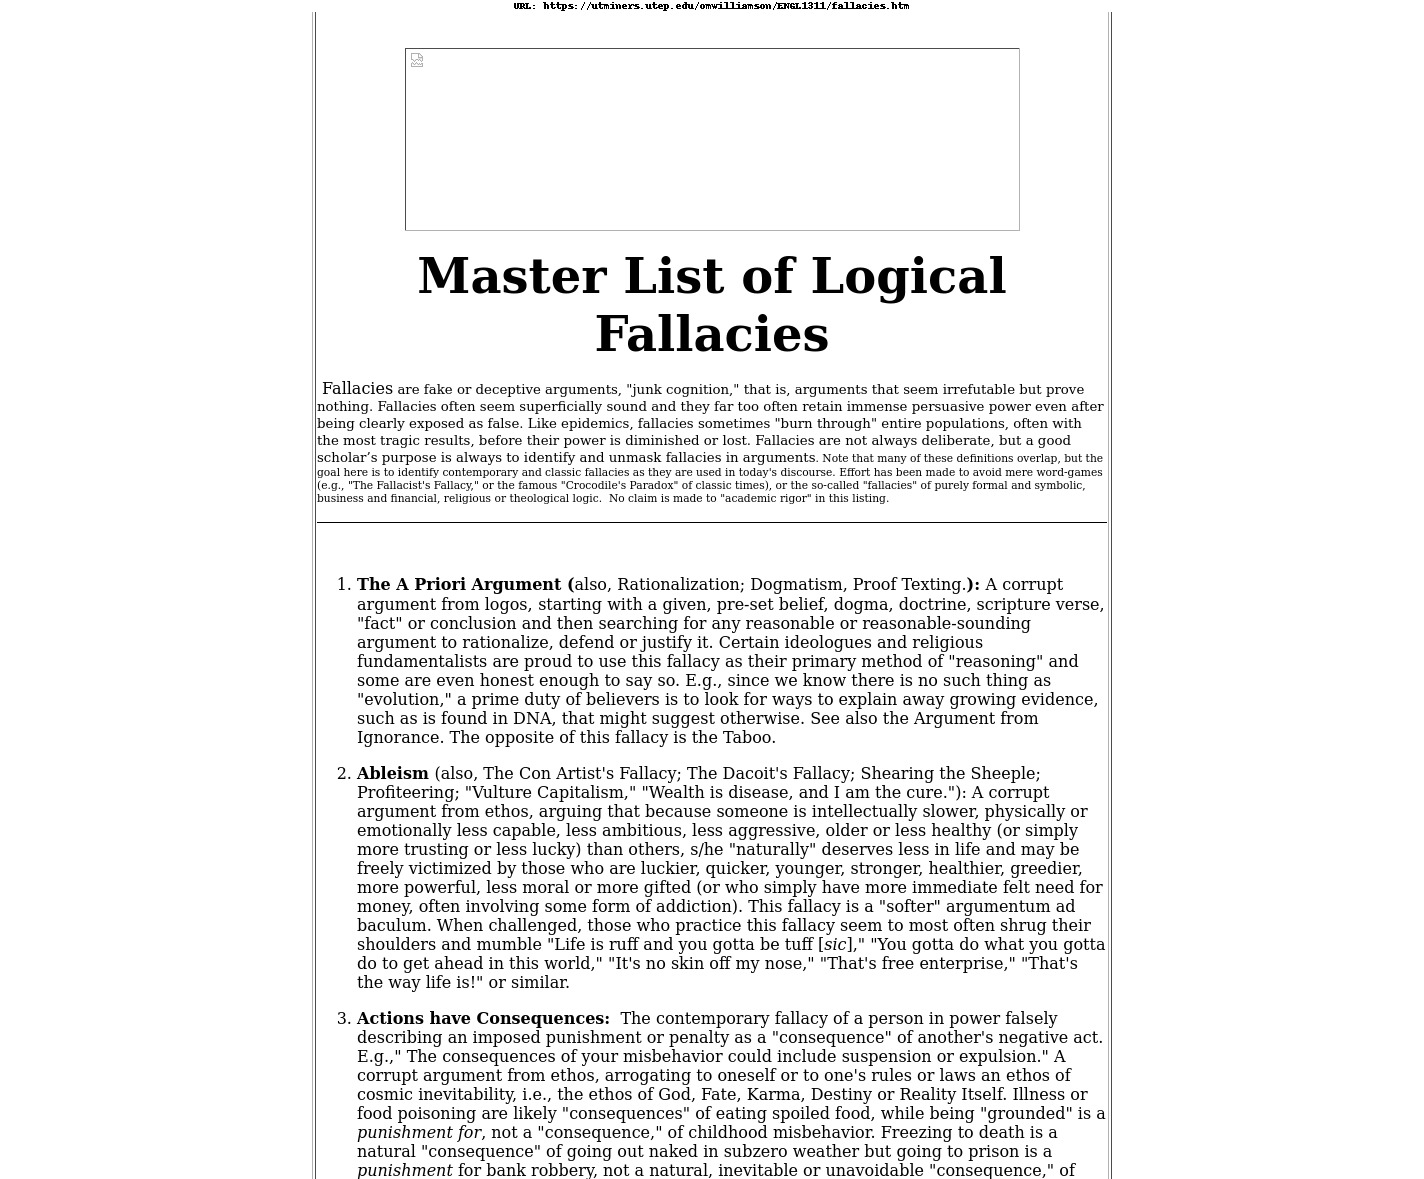 URL: https://utminers.utep.edu/omwilliamson/ENGL1311/fallacies.htm
Master List of Logical
Fallacies
Fallacies are fake or deceptive arguments, "junk cognition," that is, arguments that seem irrefutable but prove
nothing. Fallacies often seem superficially sound and they far too often retain immense persuasive power even after
being clearly exposed as false. Like epidemics, fallacies sometimes "burn through" entire populations, often with
the most tragic results, before their power is diminished or lost. Fallacies are not always deliberate, but a good
scholar’s purpose is always to identify and unmask fallacies in arguments. Note that many of these definitions overlap, but the
goal here is to identify contemporary and classic fallacies as they are used in today's discourse. Effort has been made to avoid mere word-games
(e.g., "The Fallacist's Fallacy," or the famous "Crocodile's Paradox" of classic times), or the so-called "fallacies" of purely formal and symbolic,
business and financial, religious or theological logic.  No claim is made to "academic rigor" in this listing.
1. The A Priori Argument (also, Rationalization; Dogmatism, Proof Texting.): A corrupt
argument from logos, starting with a given, pre-set belief, dogma, doctrine, scripture verse,
"fact" or conclusion and then searching for any reasonable or reasonable-sounding
argument to rationalize, defend or justify it. Certain ideologues and religious
fundamentalists are proud to use this fallacy as their primary method of "reasoning" and
some are even honest enough to say so. E.g., since we know there is no such thing as
"evolution," a prime duty of believers is to look for ways to explain away growing evidence,
such as is found in DNA, that might suggest otherwise. See also the Argument from
Ignorance. The opposite of this fallacy is the Taboo.
2. Ableism (also, The Con Artist's Fallacy; The Dacoit's Fallacy; Shearing the Sheeple;
Profiteering; "Vulture Capitalism," "Wealth is disease, and I am the cure."): A corrupt
argument from ethos, arguing that because someone is intellectually slower, physically or
emotionally less capable, less ambitious, less aggressive, older or less healthy (or simply
more trusting or less lucky) than others, s/he "naturally" deserves less in life and may be
freely victimized by those who are luckier, quicker, younger, stronger, healthier, greedier,
more powerful, less moral or more gifted (or who simply have more immediate felt need for
money, often involving some form of addiction). This fallacy is a "softer" argumentum ad
baculum. When challenged, those who practice this fallacy seem to most often shrug their
shoulders and mumble "Life is ruff and you gotta be tuff [sic]," "You gotta do what you gotta
do to get ahead in this world," "It's no skin off my nose," "That's free enterprise," "That's
the way life is!" or similar.
3. Actions have Consequences:  The contemporary fallacy of a person in power falsely
describing an imposed punishment or penalty as a "consequence" of another's negative act.
E.g.," The consequences of your misbehavior could include suspension or expulsion." A
corrupt argument from ethos, arrogating to oneself or to one's rules or laws an ethos of
cosmic inevitability, i.e., the ethos of God, Fate, Karma, Destiny or Reality Itself. Illness or
food poisoning are likely "consequences" of eating spoiled food, while being "grounded" is a
punishment for, not a "consequence," of childhood misbehavior. Freezing to death is a
natural "consequence" of going out naked in subzero weather but going to prison is a
punishment for bank robbery, not a natural, inevitable or unavoidable "consequence," of